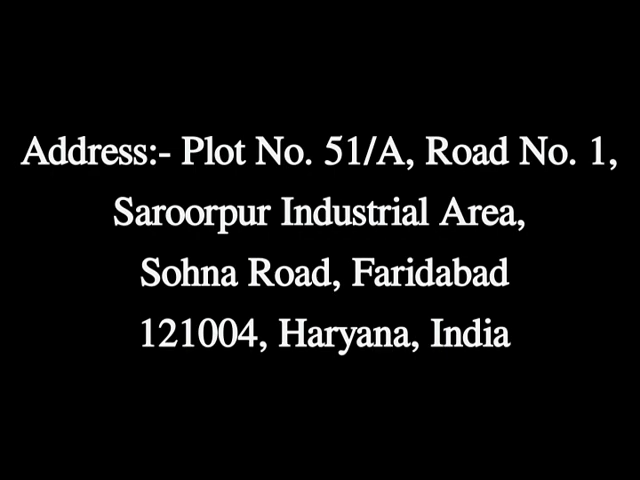 Address:- Plot No. 51/A, Road No. 1,
Saroorpur Industrial Area,
Sohna Road, Faridabad
121004, Haryana, India